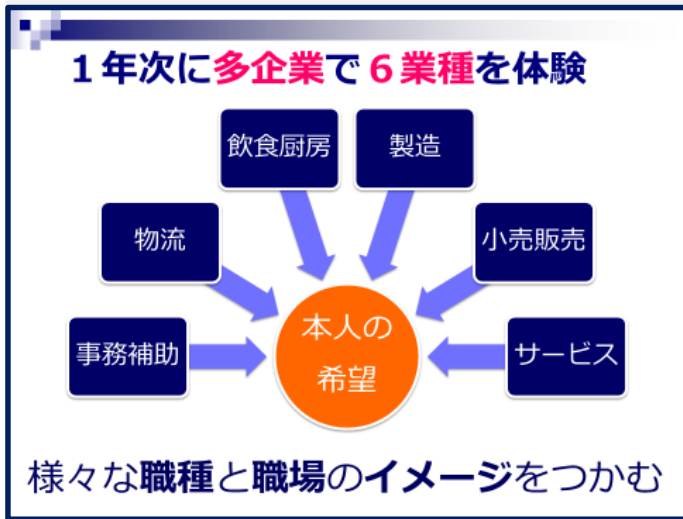 １年次に多企業で６業種を体験
飲食厨房
製造
物流
小売販売
事務補助
本人の
希望
サービス
様々な職種と職場のイメージをつかむ